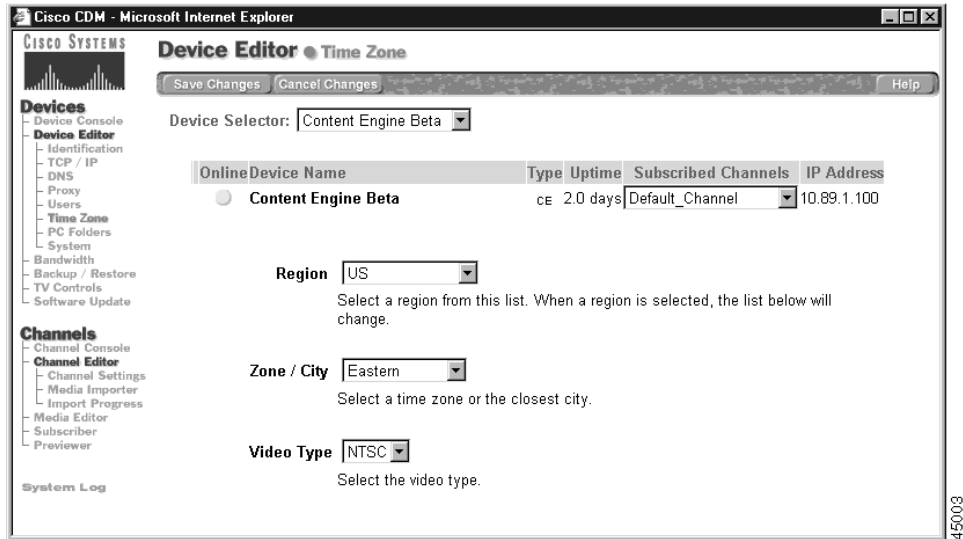 Cisco CDM - Microsoft Internet Explorer
CISCO SYSTEMS
Device Editor Time Zone
Save Changes Cancel Changes Help
Devices
Device Console
Device Editor
Identification
TCP / IP
DNS
Proxy
Users
Time Zone
PC Folders
System
Bandwidth
Backup / Restore
TV Controls
Software Update
Channels
Channel Console
Channel Editor
Channel Settings
Media Importer
Import Progress
Media Editor
Subscriber
Previewer
System Log
Device Selector: Content Engine Beta
Online Device Name Type Uptime Subscribed Channels IP Address
Content Engine Beta CE 2.0 days Default_Channel 10.89.1.100
Region US
Select a region from this list. When a region is selected, the list below will
change.
Zone / City Eastern
Select a time zone or the closest city.
Video Type NTSC
Select the video type.
45003